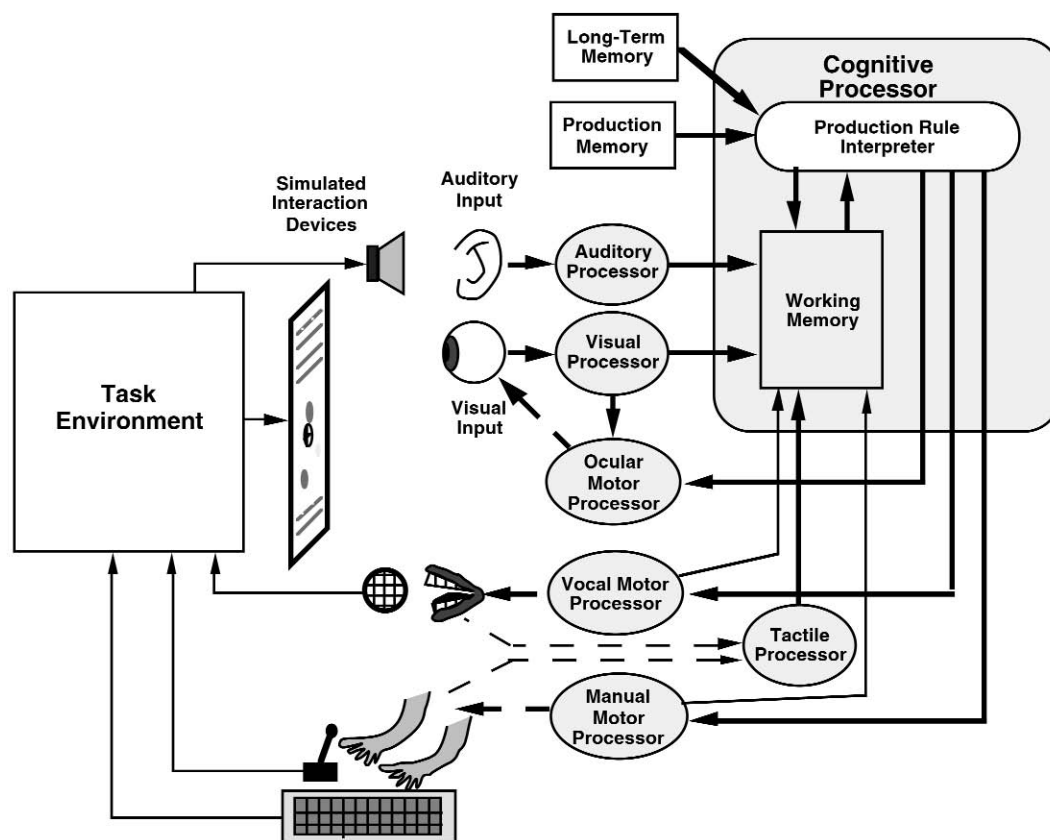 Long-Term
Memory
Cognitive
Processor
Production
Memory
Production Rule
Interpreter
Simulated
Interaction
Devices
Auditory
Input
Auditory
Processor
Working
Memory
Visual
Processor
Visual
Input
Task
Environment
Ocular
Motor
Processor
Vocal Motor
Processor
Tactile
Processor
Manual
Motor
Processor